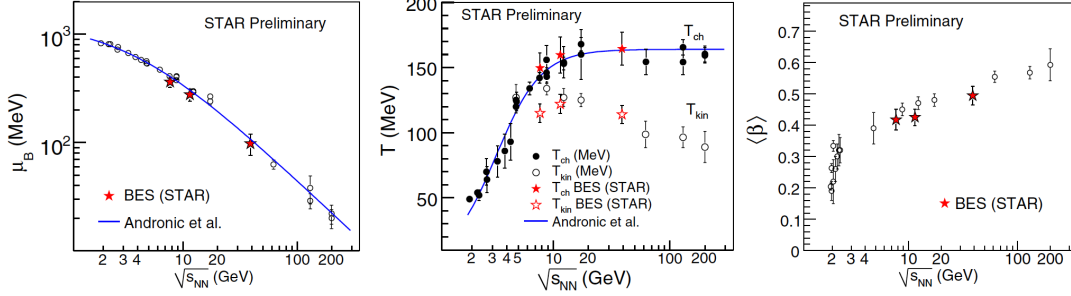 STAR Preliminary
μ_B (MeV)
10³
10²
10
BES (STAR)
Andronic et al.
2 3 4 10 20 30 100 200
√s_NN (GeV)
STAR Preliminary
T (MeV)
200
150
100
50
T_ch
T_kin
T_ch (MeV)
T_kin (MeV)
T_ch BES (STAR)
T_kin BES (STAR)
Andronic et al.
2 3 4 5 10 20 30 100 200
√s_NN (GeV)
STAR Preliminary
⟨β⟩
0.7
0.6
0.5
0.4
0.3
0.2
0.1
0
BES (STAR)
2 3 4 10 20 30 100 200
√s_NN (GeV)